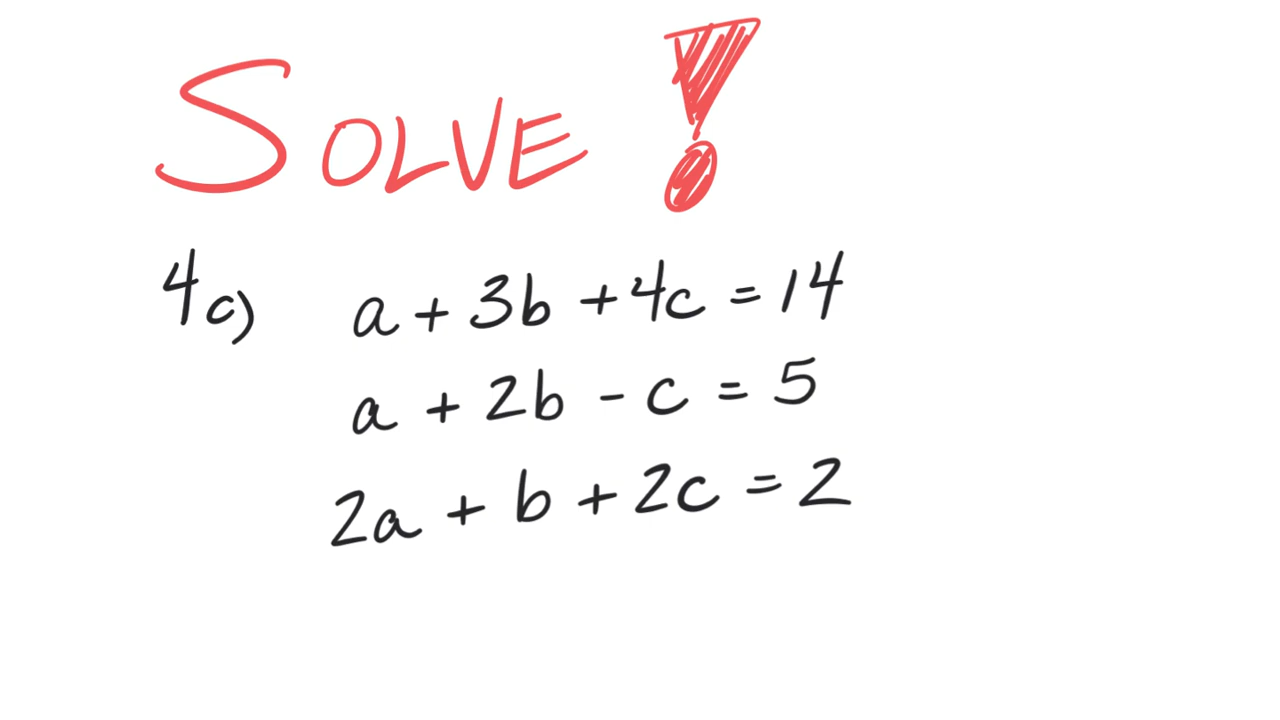 SOLVE!
4c) a + 3b + 4c = 14
a + 2b - c = 5
2a + b + 2c = 2